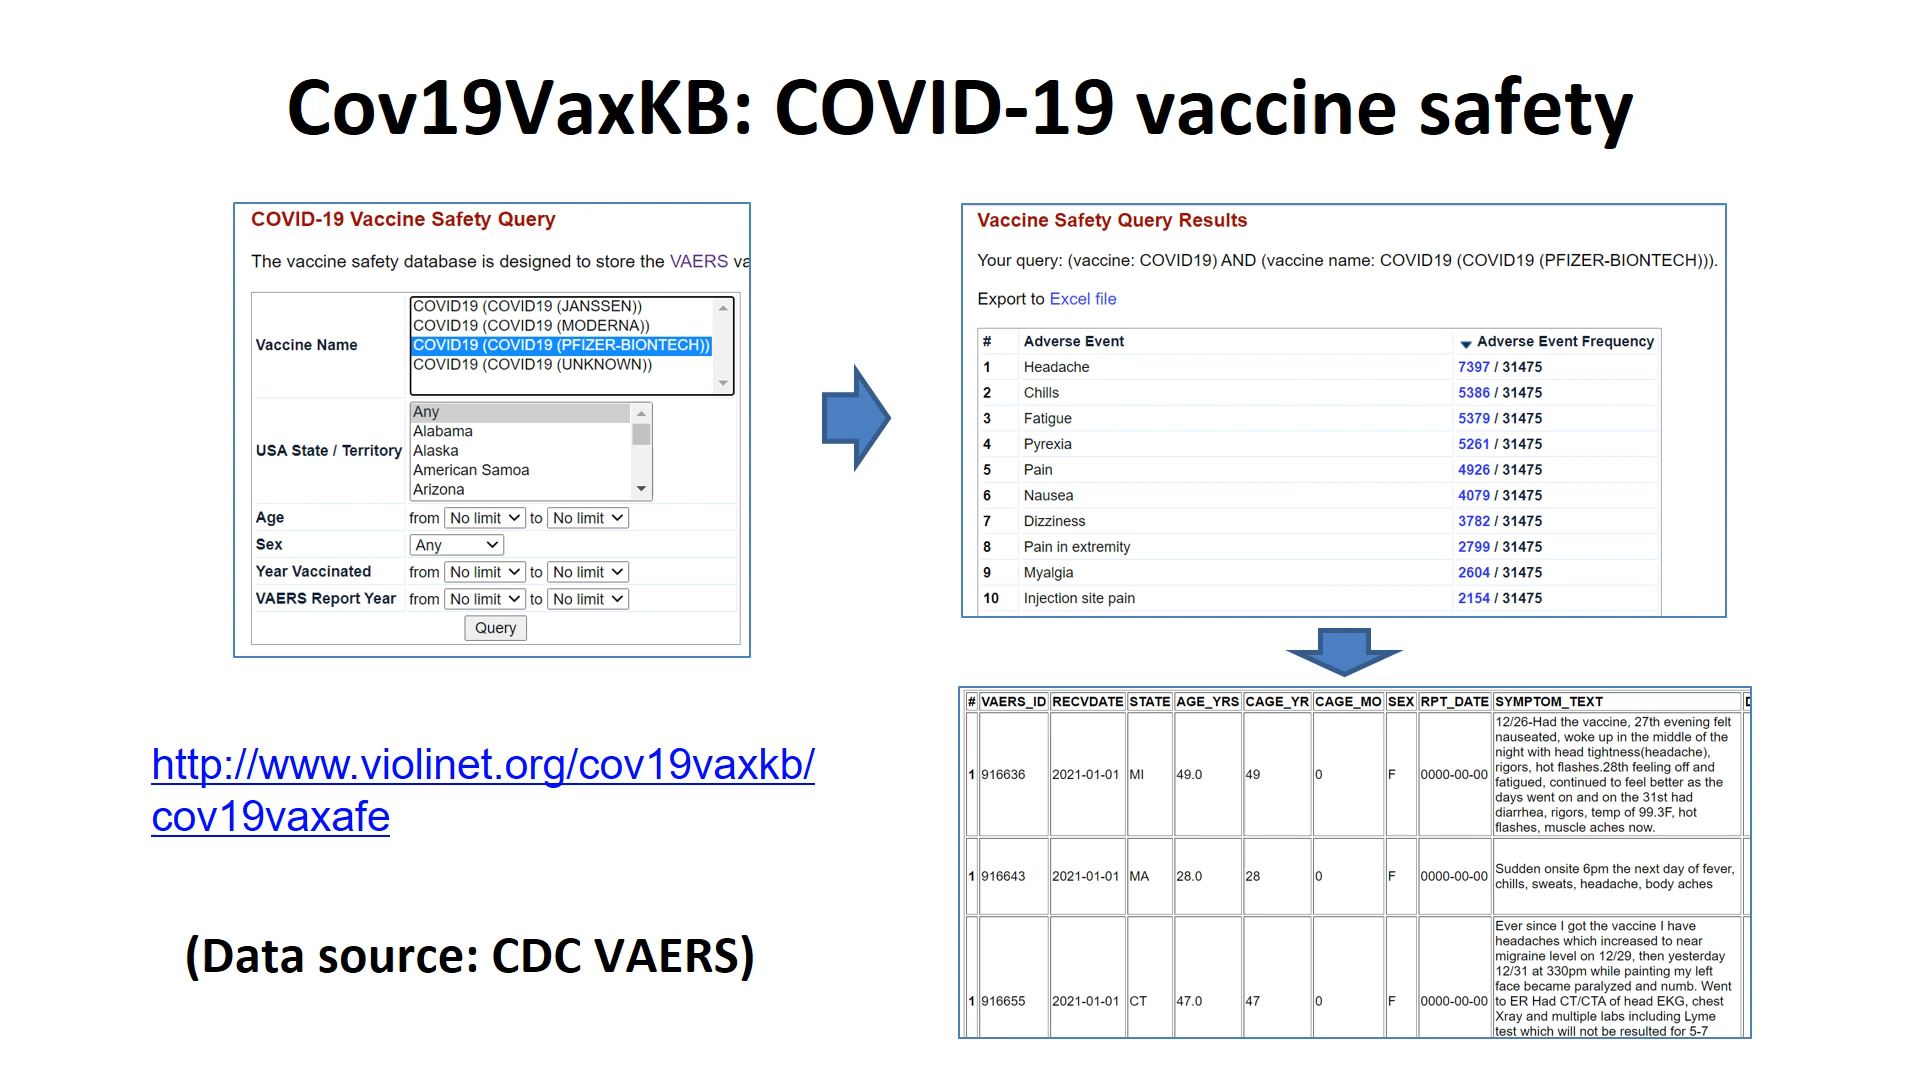 Cov19VaxKB: COVID-19 vaccine safety
COVID-19 Vaccine Safety Query
The vaccine safety database is designed to store the VAERS va
Vaccine Name
COVID19 (COVID19 (JANSSEN))
COVID19 (COVID19 (MODERNA))
COVID19 (COVID19 (PFIZER-BIONTECH))
COVID19 (COVID19 (UNKNOWN))
USA State / Territory
Any
Alabama
Alaska
American Samoa
Arizona
Age from No limit to No limit
Sex Any
Year Vaccinated from No limit to No limit
VAERS Report Year from No limit to No limit
Query
Vaccine Safety Query Results
Your query: (vaccine: COVID19) AND (vaccine name: COVID19 (COVID19 (PFIZER-BIONTECH))).
Export to Excel file
# Adverse Event Adverse Event Frequency
1 Headache 7397 / 31475
2 Chills 5386 / 31475
3 Fatigue 5379 / 31475
4 Pyrexia 5261 / 31475
5 Pain 4926 / 31475
6 Nausea 4079 / 31475
7 Dizziness 3782 / 31475
8 Pain in extremity 2799 / 31475
9 Myalgia 2604 / 31475
10 Injection site pain 2154 / 31475
# VAERS_ID RECVDATE STATE AGE_YRS CAGE_YR CAGE_MO SEX RPT_DATE SYMPTOM_TEXT
1 916636 2021-01-01 MI 49.0 49 0 F 0000-00-00
12/26-Had the vaccine, 27th evening felt
nauseated, woke up in the middle of the
night with head tightness(headache),
rigors, hot flashes.28th feeling off and
fatigued, continued to feel better as the
days went on and on the 31st had
diarrhea, rigors, temp of 99.3F, hot
flashes, muscle aches now.
1 916643 2021-01-01 MA 28.0 28 0 F 0000-00-00
Sudden onsite 6pm the next day of fever,
chills, sweats, headache, body aches
1 916655 2021-01-01 CT 47.0 47 0 F 0000-00-00
Ever since I got the vaccine I have
headaches which increased to near
migraine level on 12/29, then yesterday
12/31 at 330pm while painting my left
face became paralyzed and numb. Went
to ER Had CT/CTA of head EKG, chest
Xray and multiple labs including Lyme
test which will not be resulted for 5-7
http://www.violinet.org/cov19vaxkb/
cov19vaxafe
(Data source: CDC VAERS)